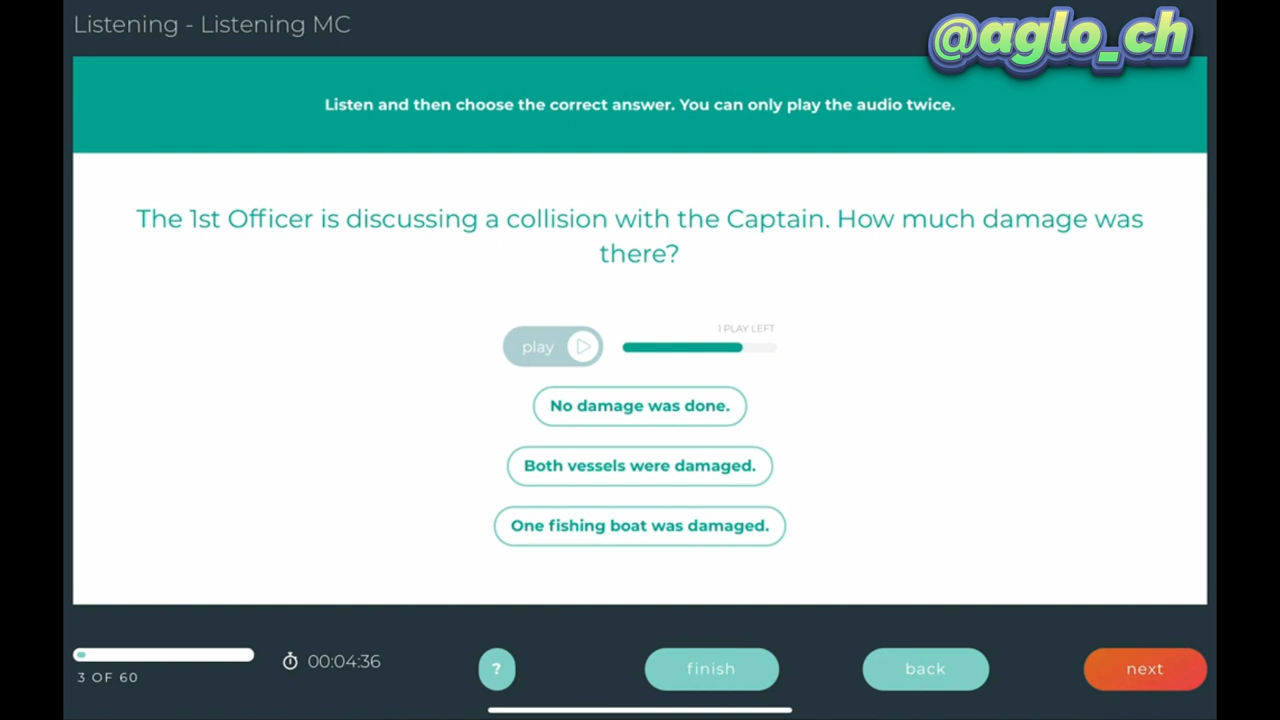 Listening - Listening MC
@aglo_ch
Listen and then choose the correct answer. You can only play the audio twice.
The 1st Officer is discussing a collision with the Captain. How much damage was
there?
1 PLAY LEFT
play
No damage was done.
Both vessels were damaged.
One fishing boat was damaged.
3 OF 60
00:04:36
?
finish
back
next